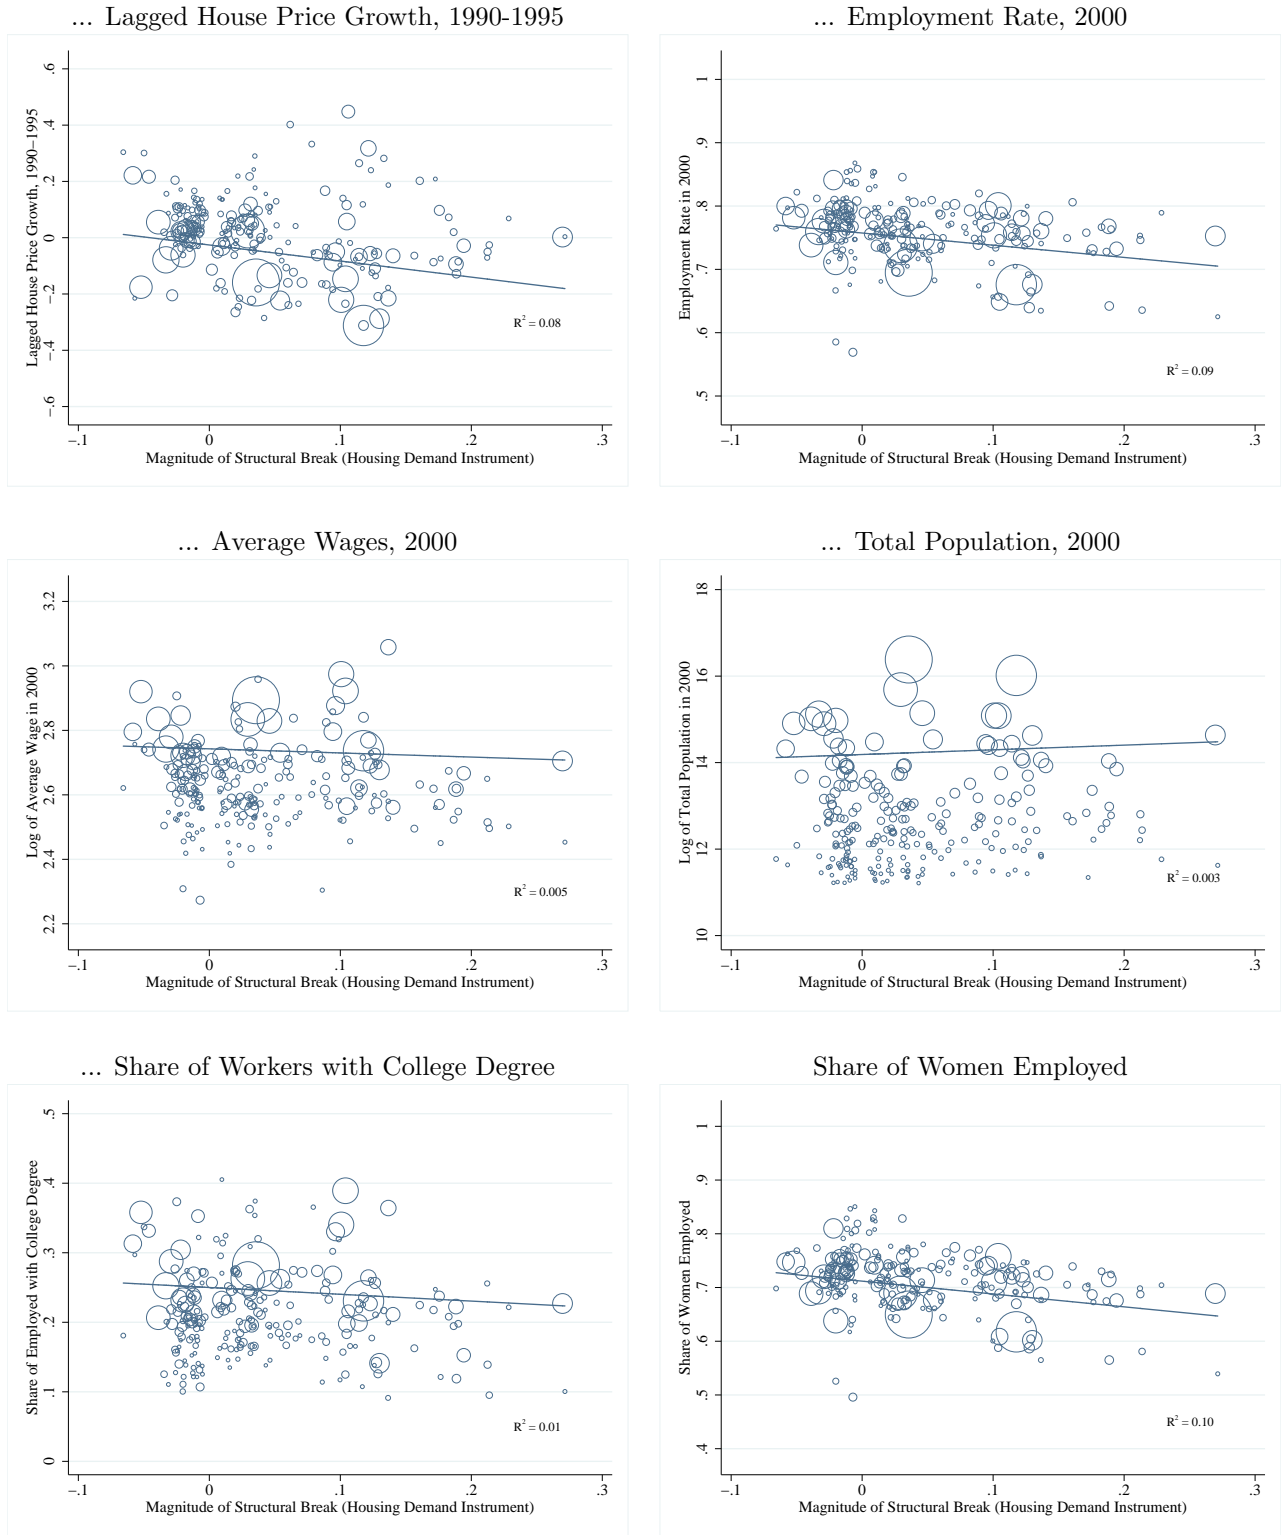 ... Lagged House Price Growth, 1990-1995
... Employment Rate, 2000
Lagged House Price Growth, 1990−1995
.6
.4
.2
0
−.2
−.4
−.6
R² = 0.08
−.1
0
.1
.2
.3
Magnitude of Structural Break (Housing Demand Instrument)
Employment Rate in 2000
1
.9
.8
.7
.6
.5
R² = 0.09
−.1
0
.1
.2
.3
Magnitude of Structural Break (Housing Demand Instrument)
... Average Wages, 2000
... Total Population, 2000
Log of Average Wage in 2000
3.2
3
2.8
2.6
2.4
2.2
R² = 0.005
−.1
0
.1
.2
.3
Magnitude of Structural Break (Housing Demand Instrument)
Log of Total Population in 2000
18
16
14
12
10
R² = 0.003
−.1
0
.1
.2
.3
Magnitude of Structural Break (Housing Demand Instrument)
... Share of Workers with College Degree
Share of Women Employed
Share of Employed with College Degree
.5
.4
.3
.2
.1
0
R² = 0.01
−.1
0
.1
.2
.3
Magnitude of Structural Break (Housing Demand Instrument)
Share of Women Employed
1
.9
.8
.7
.6
.5
.4
R² = 0.10
−.1
0
.1
.2
.3
Magnitude of Structural Break (Housing Demand Instrument)